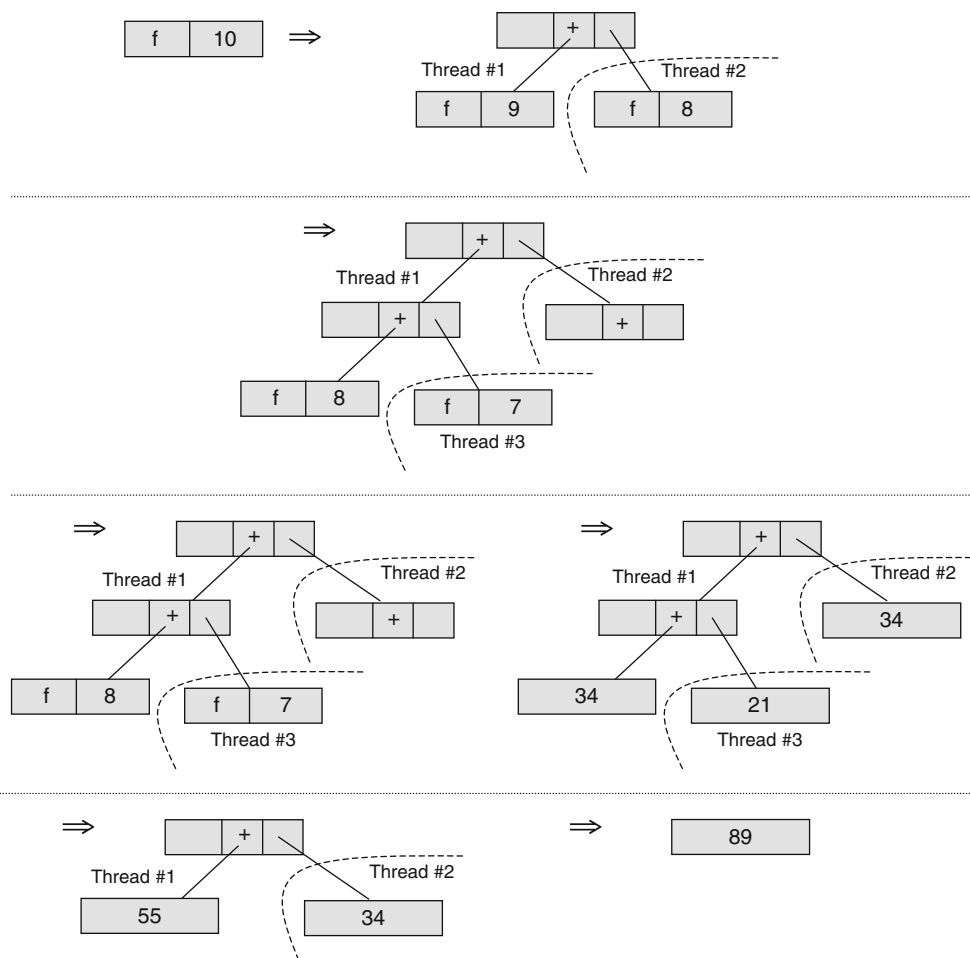 f 10 ⇒ +
Thread #1 Thread #2
f 9 f 8
⇒ +
Thread #1 Thread #2
+ +
f 8 f 7
Thread #3
⇒ + ⇒ +
Thread #1 Thread #2 Thread #1 Thread #2
+ + + 34
f 8 f 7 34 21
Thread #3 Thread #3
⇒ + ⇒ 89
Thread #1 Thread #2
55 34